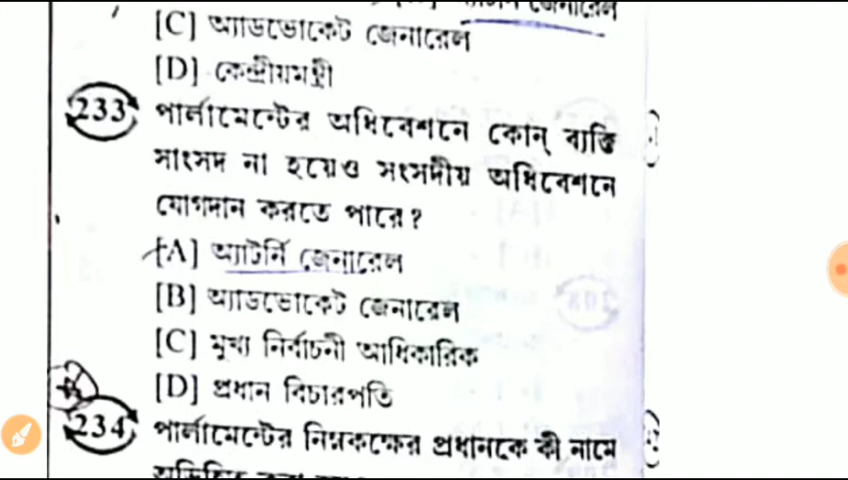 জেনারেল
[C] অ্যাডভোকেট জেনারেল
[D] কেন্দ্রীয়মন্ত্রী
233 পার্লামেন্টের অধিবেশনে কোন্ ব্যক্তি
সাংসদ না হয়েও সংসদীয় অধিবেশনে
যোগদান করতে পারে?
[A] অ্যাটর্নি জেনারেল
[B] অ্যাডভোকেট জেনারেল
[C] মুখ্য নির্বাচনী আধিকারিক
[D] প্রধান বিচারপতি
234 পার্লামেন্টের নিম্নকক্ষের প্রধানকে কী নামে